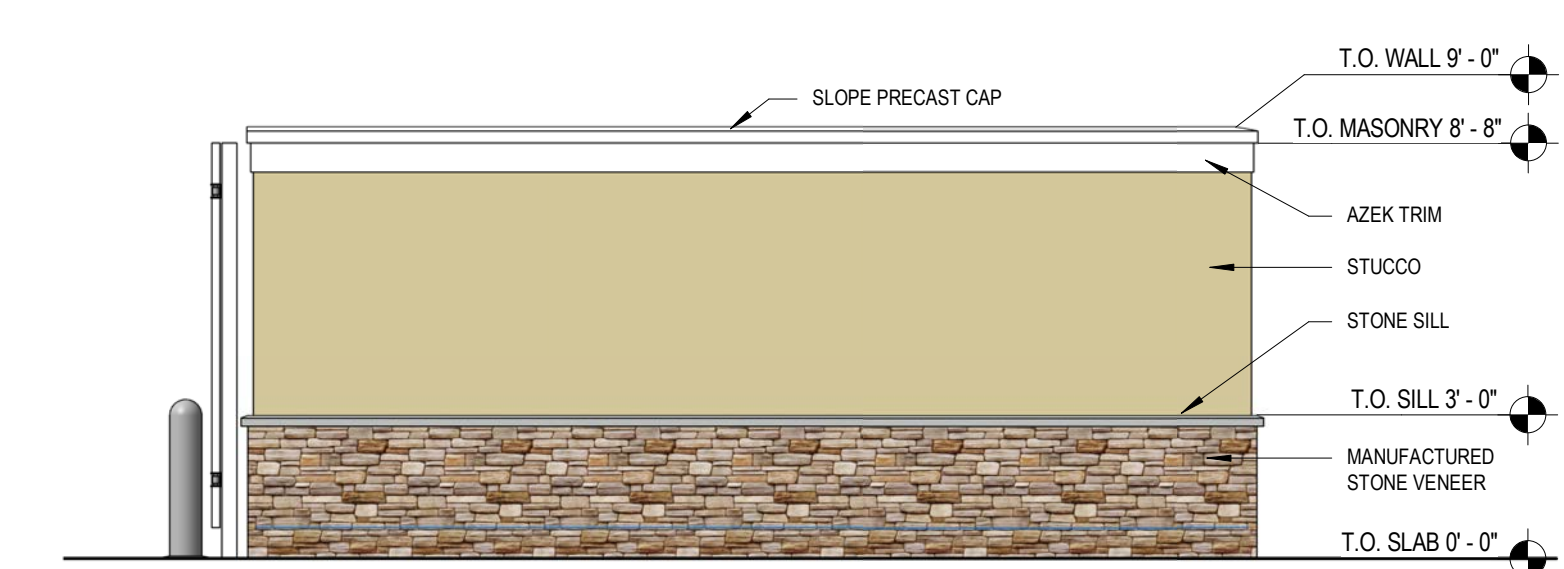 T.O. WALL 9' - 0"
SLOPE PRECAST CAP
T.O. MASONRY 8' - 8"
AZEK TRIM
STUCCO
STONE SILL
T.O. SILL 3' - 0"
MANUFACTURED
STONE VENEER
T.O. SLAB 0' - 0"